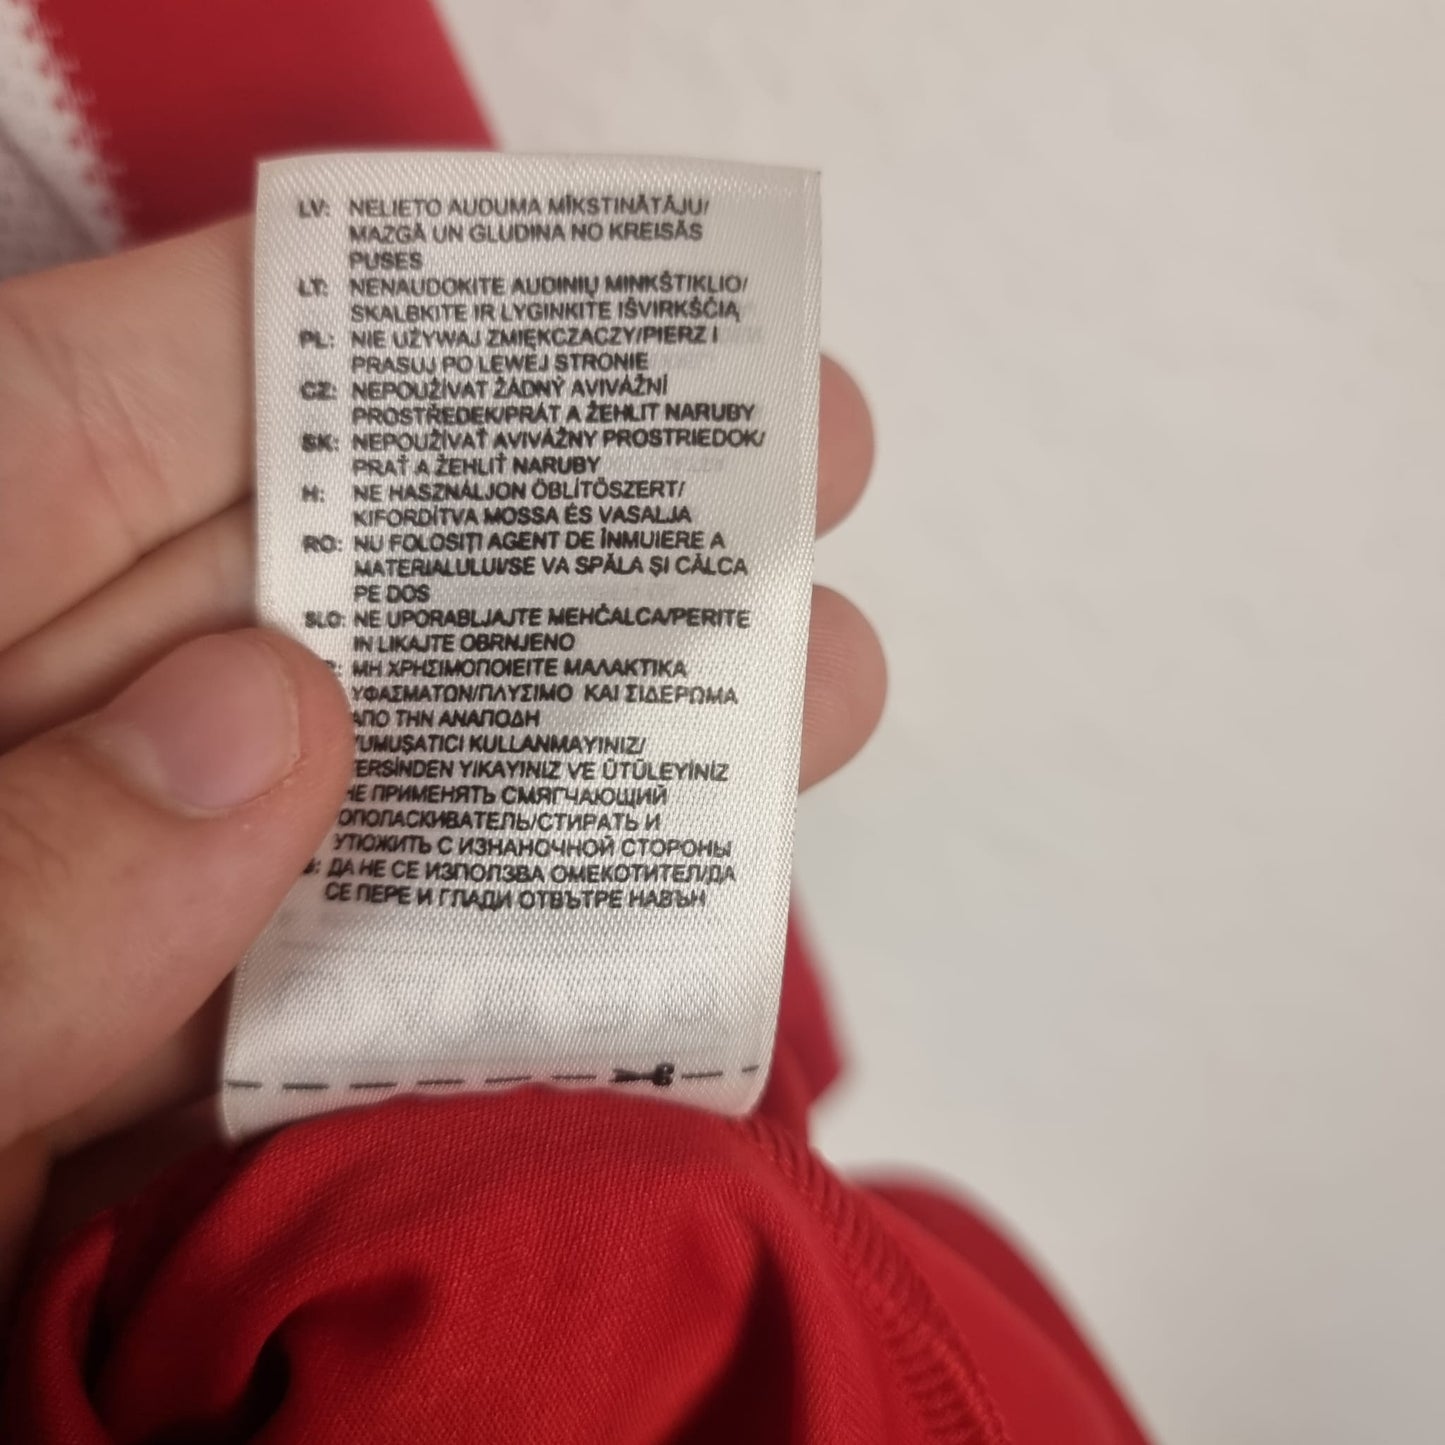 LV: NELIETO AUDUMA MĪKSTINĀTĀJU/
MAZGĀ UN GLUDINA NO KREISĀS
PUSES
LT: NENAUDOKITE AUDINIŲ MINKŠTIKLIO/
SKALBKITE IR LYGINKITE IŠVIRKŠČIĄ
PL: NIE UŻYWAJ ZMIĘKCZACZY/PIERZ I
PRASUJ PO LEWEJ STRONIE
CZ: NEPOUŽÍVAT ŽÁDNÝ AVIVÁŽNÍ
PROSTŘEDEK/PRÁT A ŽEHLIT NARUBY
SK: NEPOUŽÍVAŤ AVIVÁŽNY PROSTRIEDOK/
PRAŤ A ŽEHLIŤ NARUBY
H: NE HASZNÁLJON ÖBLÍTŐSZERT/
KIFORDÍTVA MOSSA ÉS VASALJA
RO: NU FOLOSIŢI AGENT DE ÎNMUIERE A
MATERIALULUI/SE VA SPĂLA ŞI CĂLCA
PE DOS
SLO: NE UPORABLJAJTE MEHČALCA/PERITE
IN LIKAJTE OBRNJENO
ΜΗ ΧΡΗΣΙΜΟΠΟΙΕΙΤΕ ΜΑΛΑΚΤΙΚΑ
ΥΦΑΣΜΑΤΩΝ/ΠΛΥΣΙΜΟ ΚΑΙ ΣΙΔΕΡΩΜΑ
ΑΠΟ ΤΗΝ ΑΝΑΠΟΔΗ
YUMUŞATICI KULLANMAYINIZ/
ERSİNDEN YIKAYINIZ VE ÜTÜLEYİNİZ
НЕ ПРИМЕНЯТЬ СМЯГЧАЮЩИЙ
ОПОЛАСКИВАТЕЛЬ/СТИРАТЬ И
УТЮЖИТЬ С ИЗНАНОЧНОЙ СТОРОНЫ
ДА НЕ СЕ ИЗПОЛЗВА ОМЕКОТИТЕЛ/ДА
СЕ ПЕРЕ И ГЛАДИ ОТВЪТРЕ НАВЪН